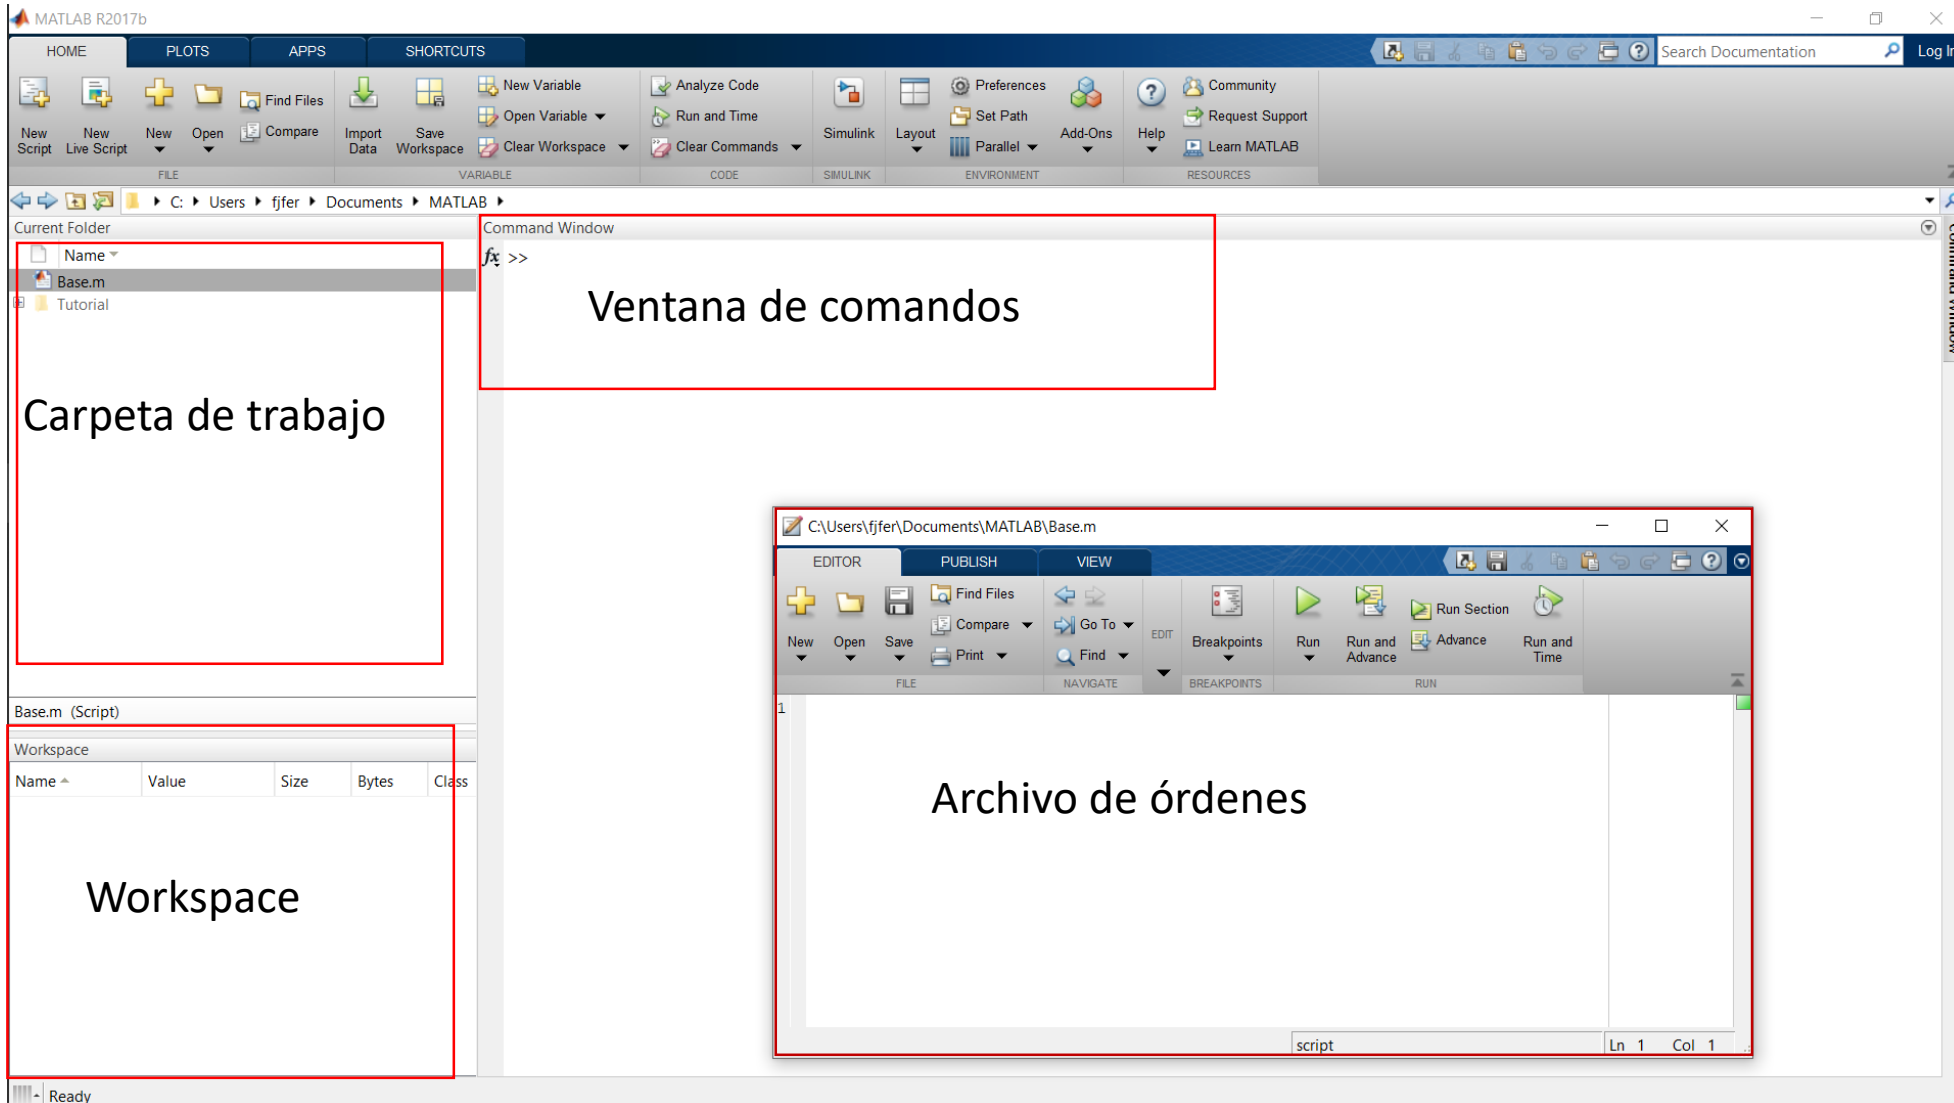 MATLAB R2017b
HOME PLOTS APPS SHORTCUTS
Search Documentation
Log In
New Script
New Live Script
New
Open
Find Files
Compare
FILE
Import Data
Save Workspace
New Variable
Open Variable
Clear Workspace
VARIABLE
Analyze Code
Run and Time
Clear Commands
CODE
Simulink
SIMULINK
Layout
Preferences
Set Path
Parallel
Add-Ons
ENVIRONMENT
Help
Community
Request Support
Learn MATLAB
RESOURCES
C: Users fjfer Documents MATLAB
Current Folder
Name
Base.m
Tutorial
Carpeta de trabajo
Base.m (Script)
Workspace
Name Value Size Bytes Class
Workspace
Command Window
fx >>
Ventana de comandos
Command Window
C:\Users\fjfer\Documents\MATLAB\Base.m
EDITOR PUBLISH VIEW
New
Open
Save
Find Files
Compare
Print
FILE
Go To
Find
NAVIGATE
EDIT
Breakpoints
BREAKPOINTS
Run
Run and Advance
Run Section
Advance
Run and Time
RUN
1
Archivo de órdenes
script
Ln 1 Col 1
Ready